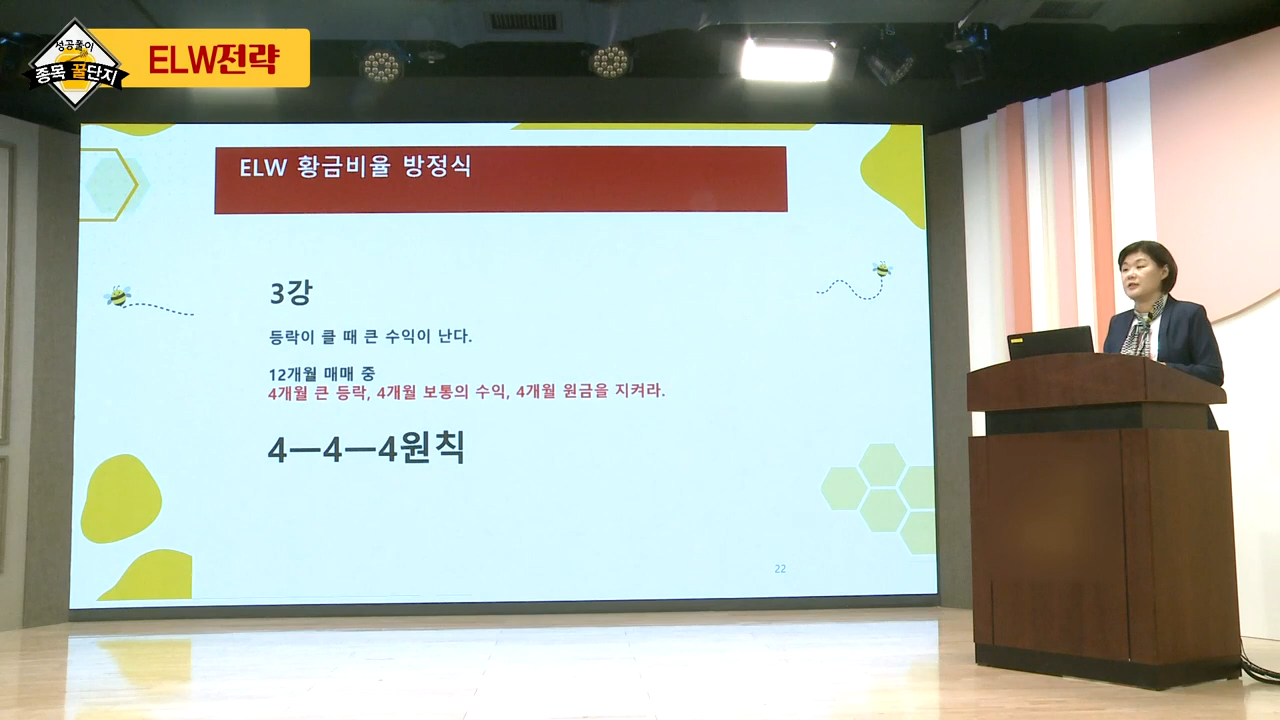 성공풀이
종목 꿀단지
ELW전략
ELW 황금비율 방정식
3강
등락이 클 때 큰 수익이 난다.
12개월 매매 중
4개월 큰 등락, 4개월 보통의 수익, 4개월 원금을 지켜라.
4—4—4원칙
22